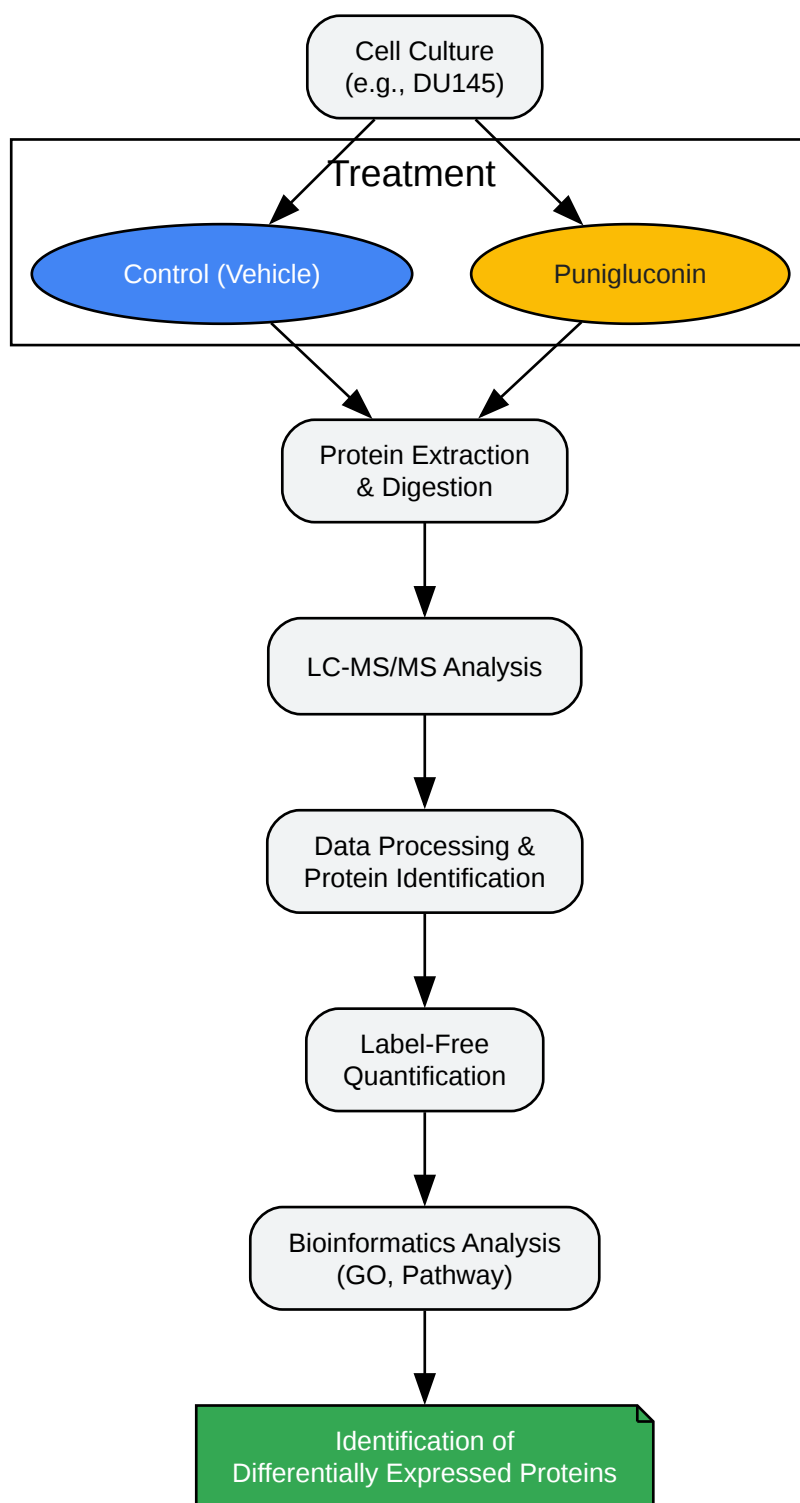 Cell Culture
(e.g., DU145)
Treatment
Control (Vehicle)
Punigluconin
Protein Extraction
& Digestion
LC-MS/MS Analysis
Data Processing &
Protein Identification
Label-Free
Quantification
Bioinformatics Analysis
(GO, Pathway)
Identification of
Differentially Expressed Proteins